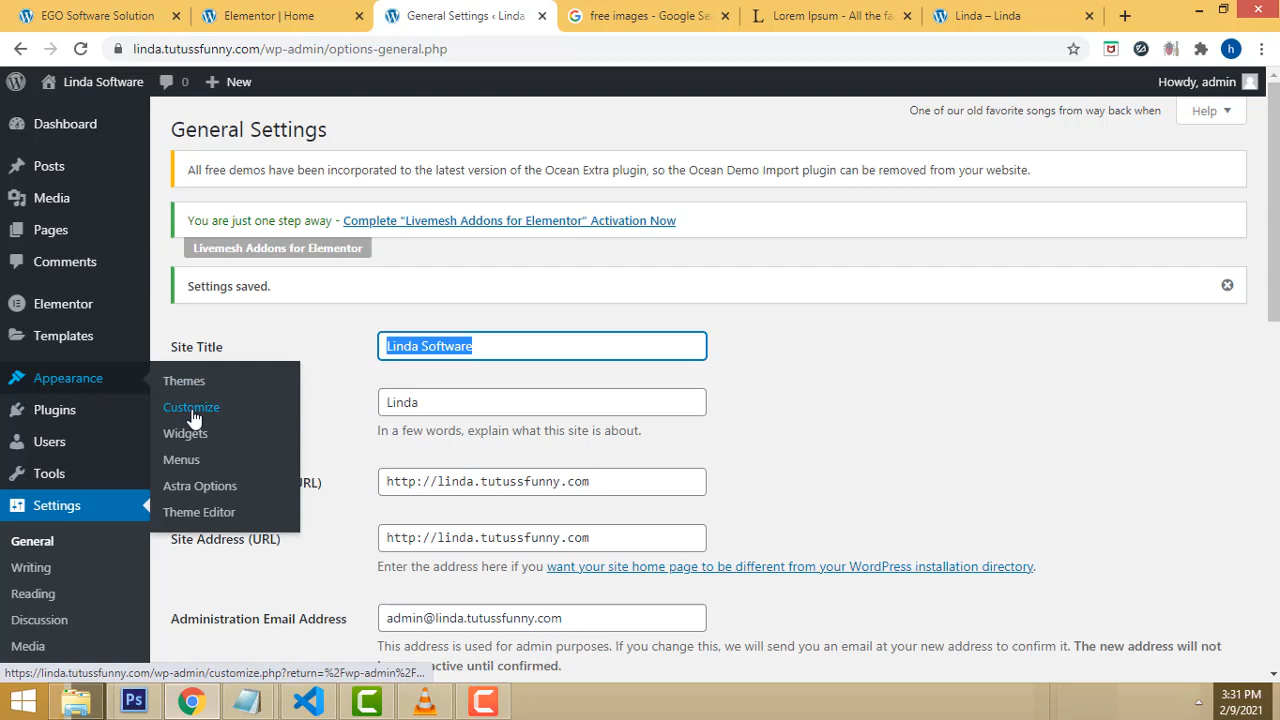 EGO Software Solution
Elementor | Home
General Settings ‹ Linda
free images - Google Se
Lorem Ipsum - All the fa
Linda – Linda
linda.tutussfunny.com/wp-admin/options-general.php
h
Linda Software
0
New
Howdy, admin
Dashboard
Posts
Media
Pages
Comments
Elementor
Templates
Appearance
Plugins
Users
Tools
Settings
General
Writing
Reading
Discussion
Media
Themes
Customize
Widgets
Menus
Astra Options
Theme Editor
One of our old favorite songs from way back when
Help
General Settings
All free demos have been incorporated to the latest version of the Ocean Extra plugin, so the Ocean Demo Import plugin can be removed from your website.
You are just one step away - Complete "Livemesh Addons for Elementor" Activation Now
Livemesh Addons for Elementor
Settings saved.
Site Title
Linda Software
Linda
In a few words, explain what this site is about.
RL)
http://linda.tutussfunny.com
Site Address (URL)
http://linda.tutussfunny.com
Enter the address here if you want your site home page to be different from your WordPress installation directory.
Administration Email Address
admin@linda.tutussfunny.com
This address is used for admin purposes. If you change this, we will send you an email at your new address to confirm it. The new address will not
active until confirmed.
https://linda.tutussfunny.com/wp-admin/customize.php?return=%2Fwp-admin%2F...
Ps
3:31 PM
2/9/2021